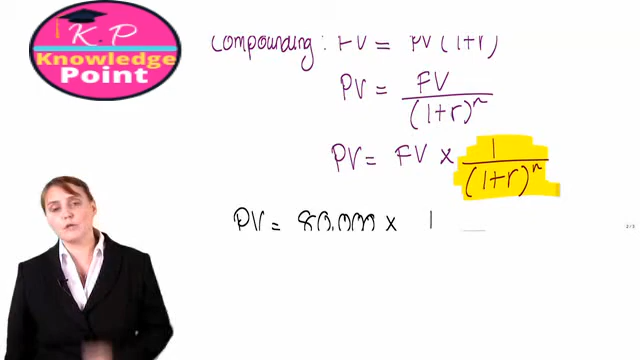 K.P
Knowledge
Point
Compounding: FV = PV (1+r)
PV = FV / (1+r)^n
PV = FV × 1 / (1+r)^n
PV = 80,000 × 1